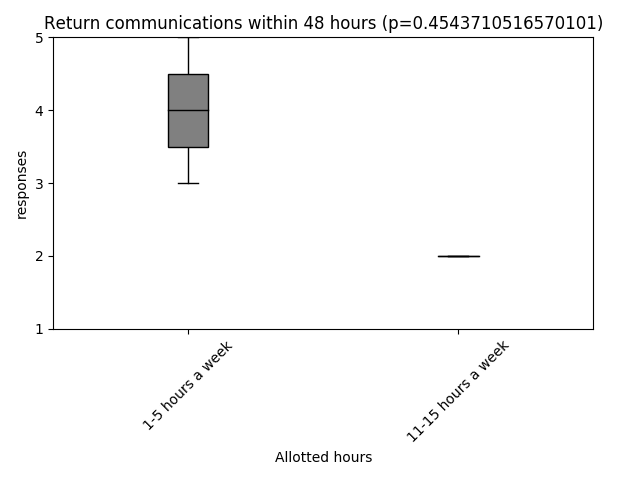 Return communications within 48 hours (p=0.4543710516570101)
5
4
3
2
1
responses
1-5 hours a week
11-15 hours a week
Allotted hours